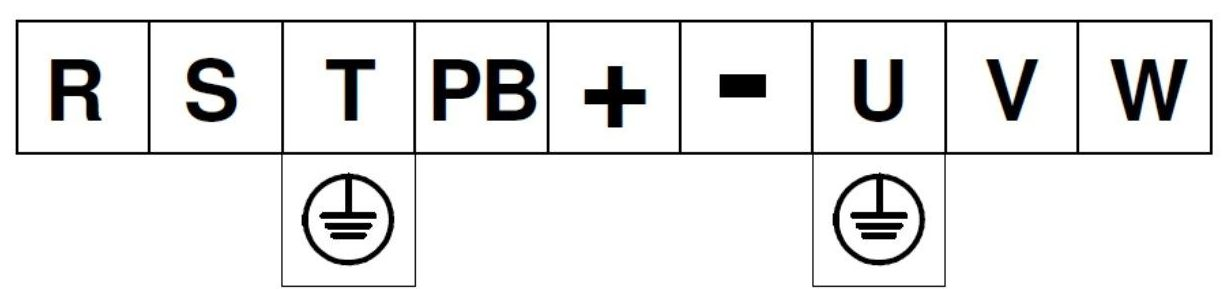 R S T PB + - U V W